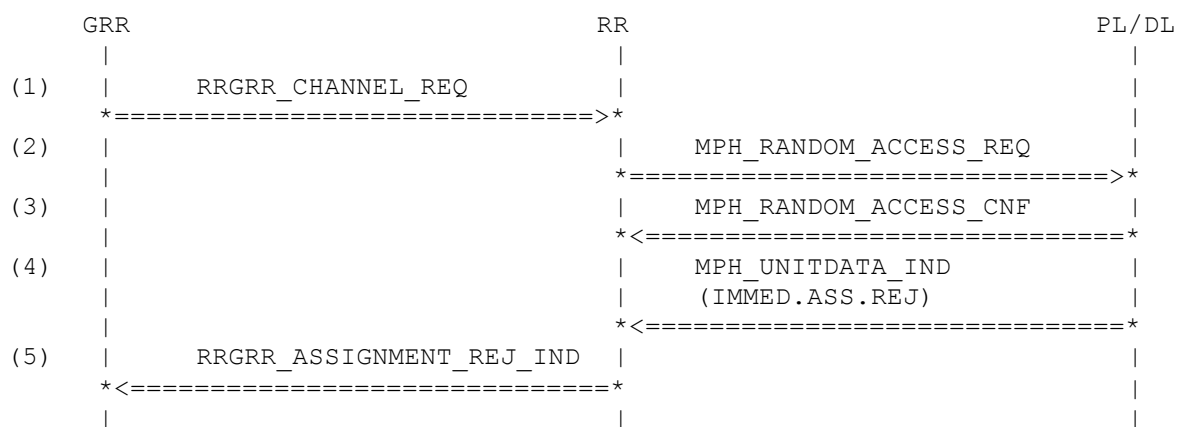 GRR RR PL/DL
| | |
(1) | RRGRR_CHANNEL_REQ | |
*==============================>* |
(2) | | MPH_RANDOM_ACCESS_REQ |
| *==============================>*
(3) | | MPH_RANDOM_ACCESS_CNF |
| *<==============================*
(4) | | MPH_UNITDATA_IND |
| | (IMMED.ASS.REJ) |
| *<==============================*
(5) | RRGRR_ASSIGNMENT_REJ_IND | |
*<==============================* |
| | |